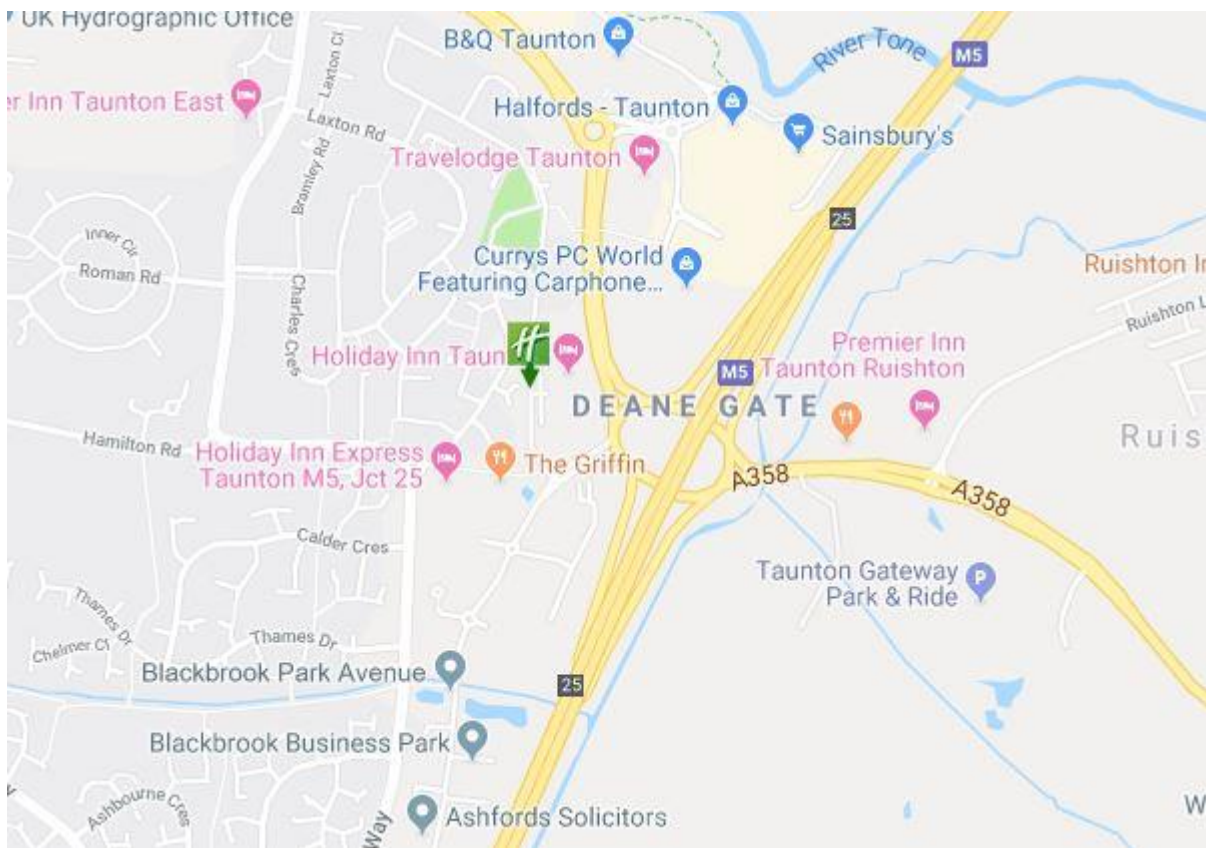 UK Hydrographic Office
B&Q Taunton
River Tone
M5
Laxton Cl
er Inn Taunton East
Halfords - Taunton
Laxton Rd
Sainsbury's
Bramley Rd
Travelodge Taunton
25
Inner Cir
Currys PC World
Featuring Carphone...
Roman Rd
Ruishton In
Charles Cres
Ruishton L
Holiday Inn Taun
Premier Inn
Taunton Ruishton
M5
DEANE GATE
Hamilton Rd
Ruis
Holiday Inn Express
Taunton M5, Jct 25
The Griffin
A358
A358
Calder Cres
Taunton Gateway
Park & Ride
P
Thames Dr
Thames Dr
Chelmer Cl
Blackbrook Park Avenue
25
Blackbrook Business Park
Ashbourne Cres
Way
Ashfords Solicitors
W